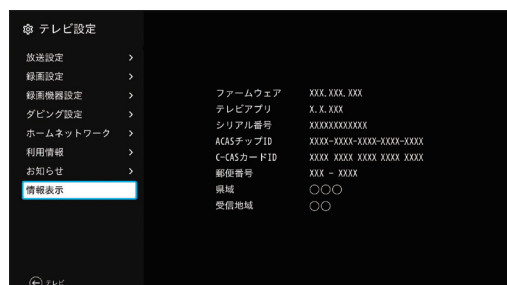 テレビ設定
放送設定 >
録画設定 >
録画機器設定 >
ダビング設定 >
ホームネットワーク >
利用情報 >
お知らせ >
情報表示
ファームウェア XXX.XXX.XXX
テレビアプリ X.X.XXX
シリアル番号 XXXXXXXXXXXX
ACASチップID XXXX-XXXX-XXXX-XXXX-XXXX
C-CASカードID XXXX XXXX XXXX XXXX XXXX
郵便番号 XXX - XXXX
県域 〇〇〇
受信地域 〇〇
テレビ